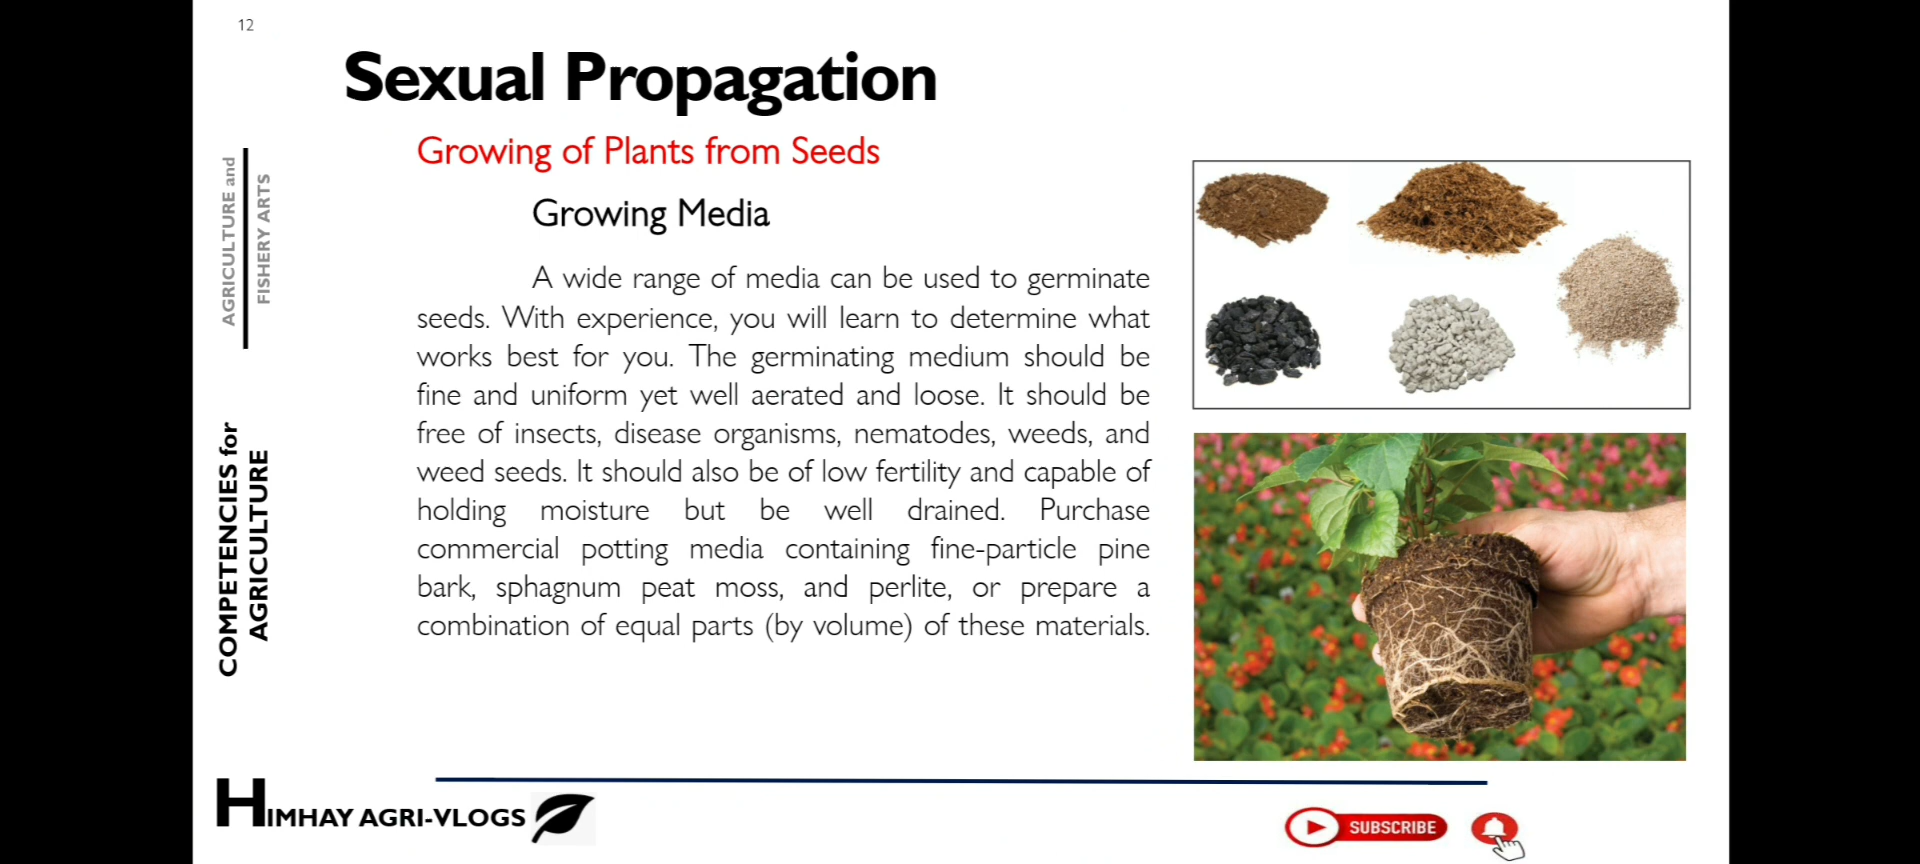 12
Sexual Propagation
Growing of Plants from Seeds
Growing Media
A wide range of media can be used to germinate
seeds. With experience, you will learn to determine what
works best for you. The germinating medium should be
fine and uniform yet well aerated and loose. It should be
free of insects, disease organisms, nematodes, weeds, and
weed seeds. It should also be of low fertility and capable of
holding moisture but be well drained. Purchase
commercial potting media containing fine-particle pine
bark, sphagnum peat moss, and perlite, or prepare a
combination of equal parts (by volume) of these materials.
AGRICULTURE and
FISHERY ARTS
COMPETENCIES for
AGRICULTURE
HIMHAY AGRI-VLOGS
SUBSCRIBE